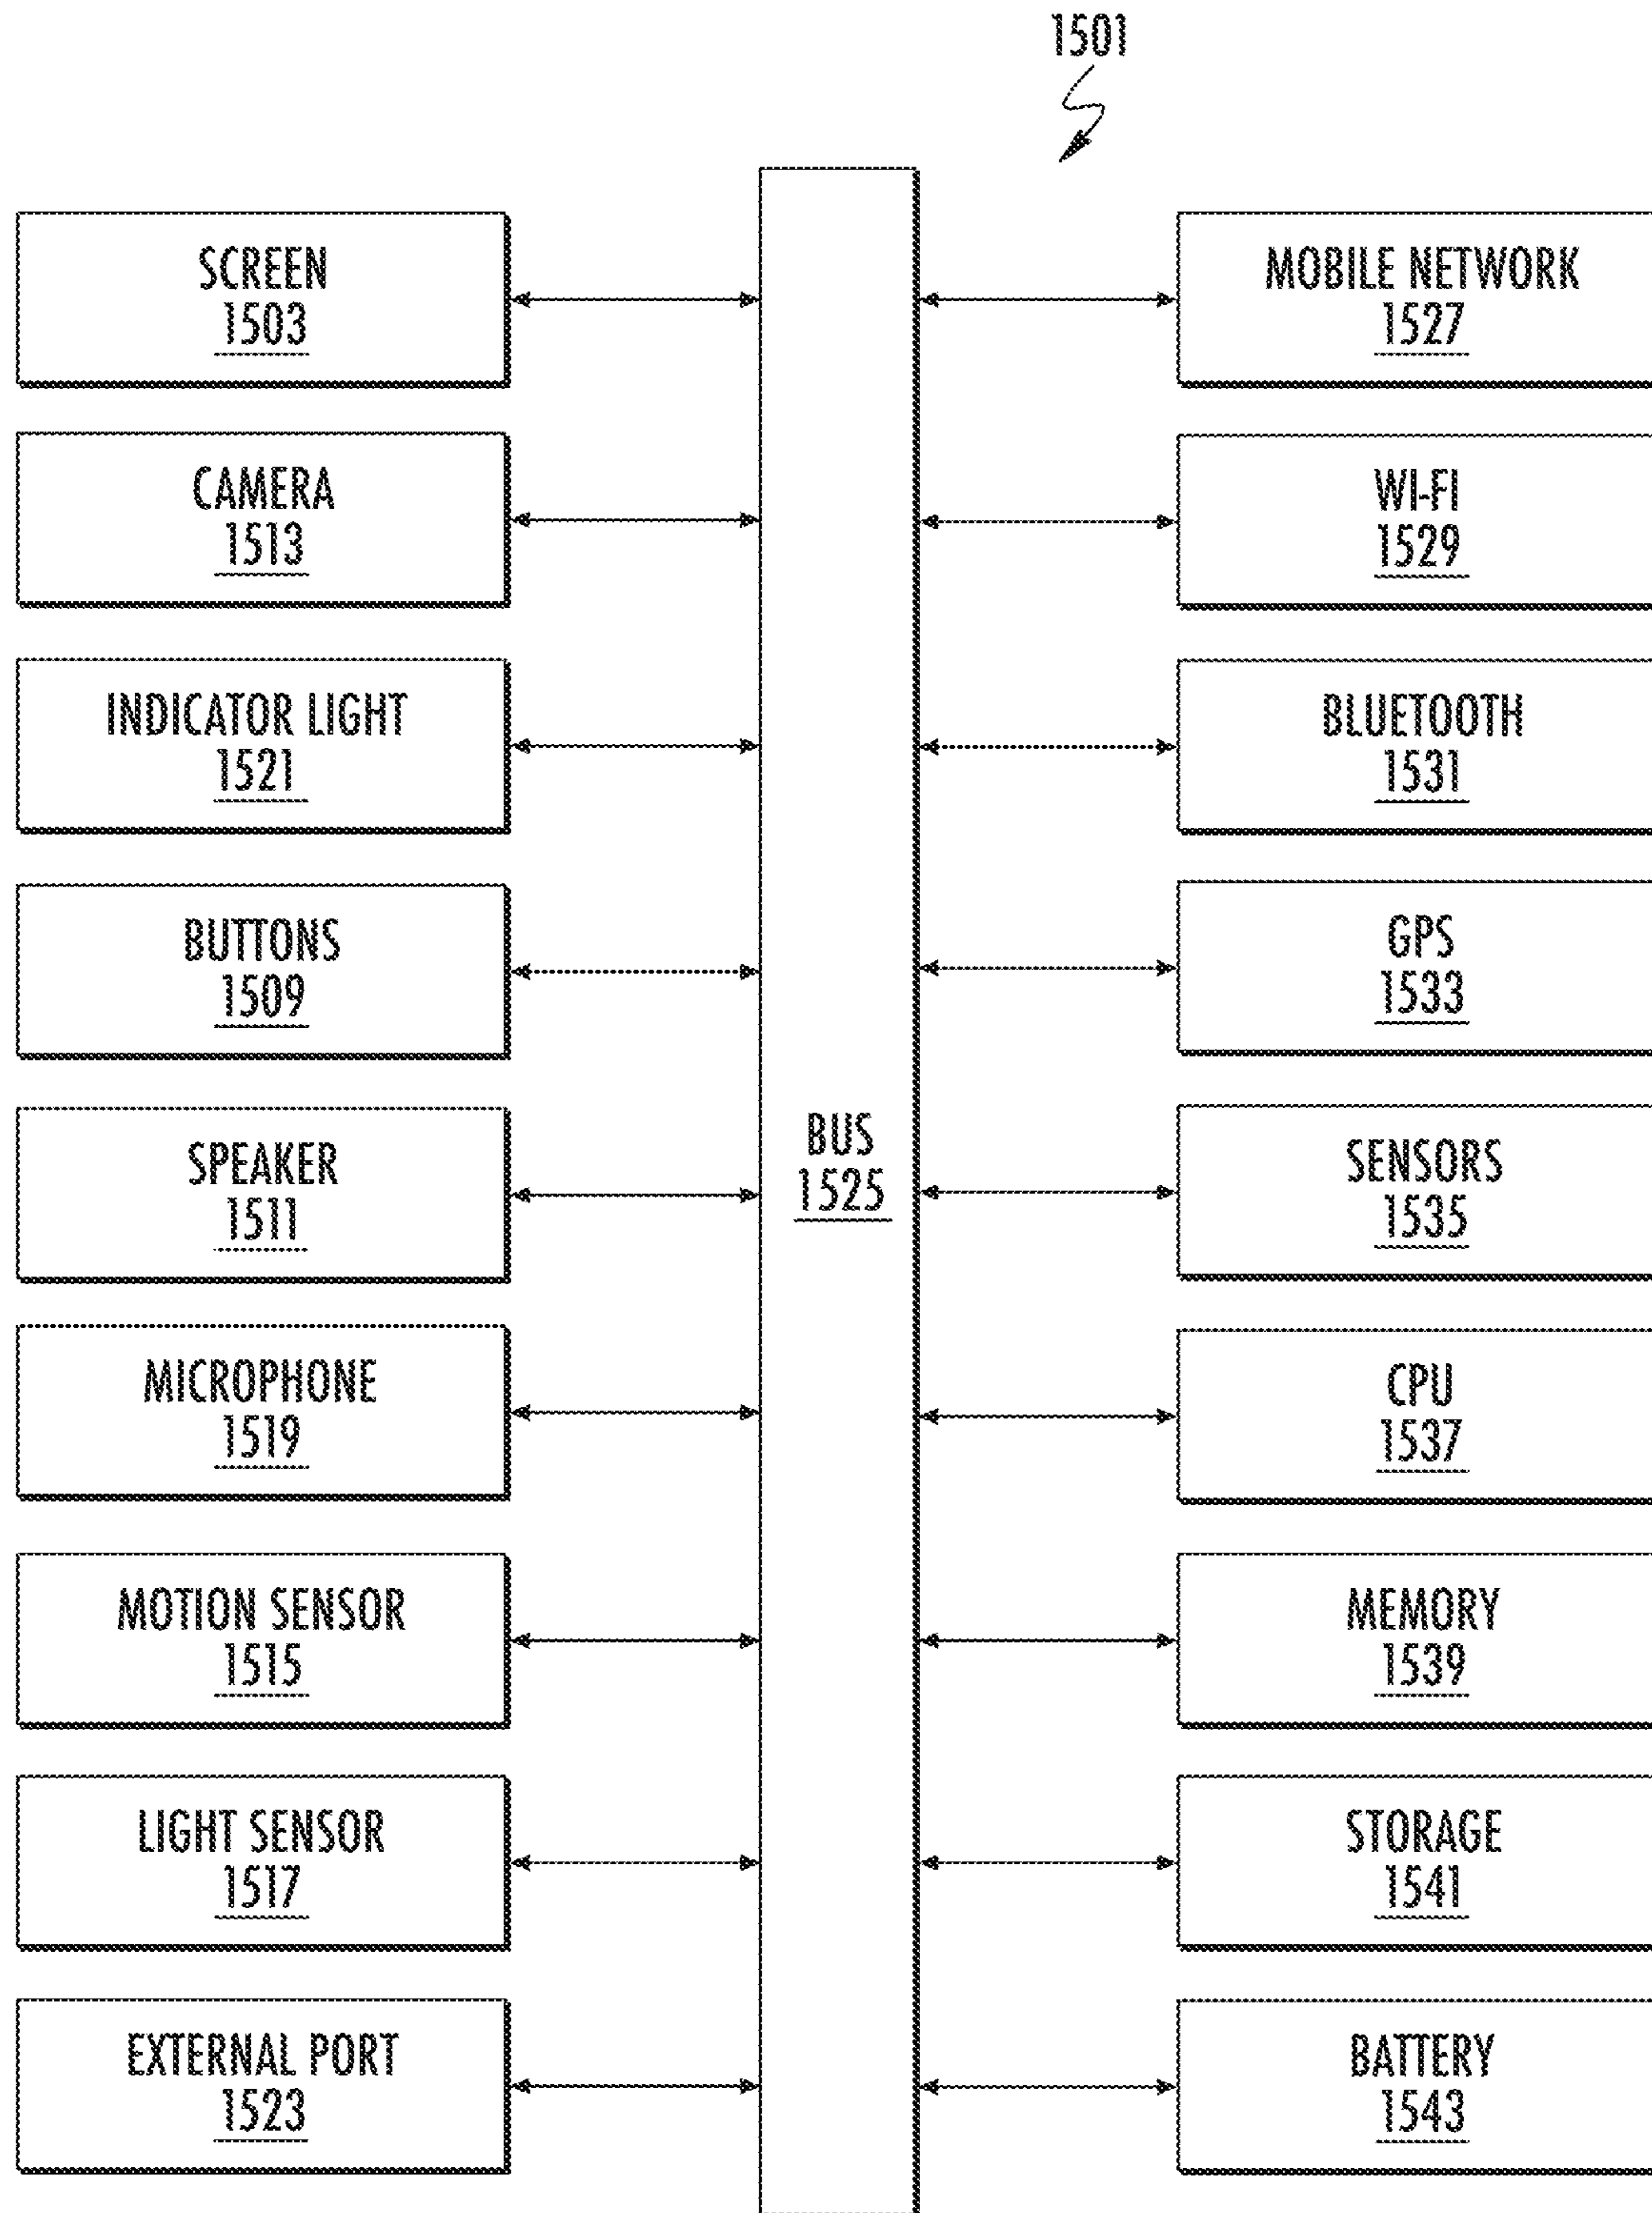 1501
SCREEN
1503
CAMERA
1513
INDICATOR LIGHT
1521
BUTTONS
1509
SPEAKER
1511
MICROPHONE
1519
MOTION SENSOR
1515
LIGHT SENSOR
1517
EXTERNAL PORT
1523
BUS
1525
MOBILE NETWORK
1527
WI-FI
1529
BLUETOOTH
1531
GPS
1533
SENSORS
1535
CPU
1537
MEMORY
1539
STORAGE
1541
BATTERY
1543